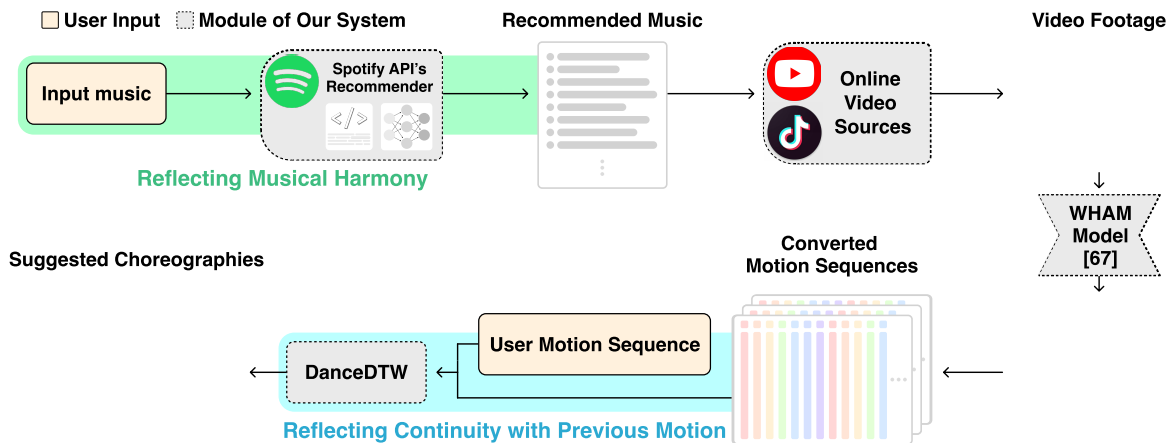 User Input
Module of Our System
Recommended Music
Video Footage
Input music
Spotify API's
Recommender
</>
Online
Video
Sources
Reflecting Musical Harmony
WHAM
Model
[67]
Suggested Choreographies
Converted
Motion Sequences
User Motion Sequence
DanceDTW
Reflecting Continuity with Previous Motion